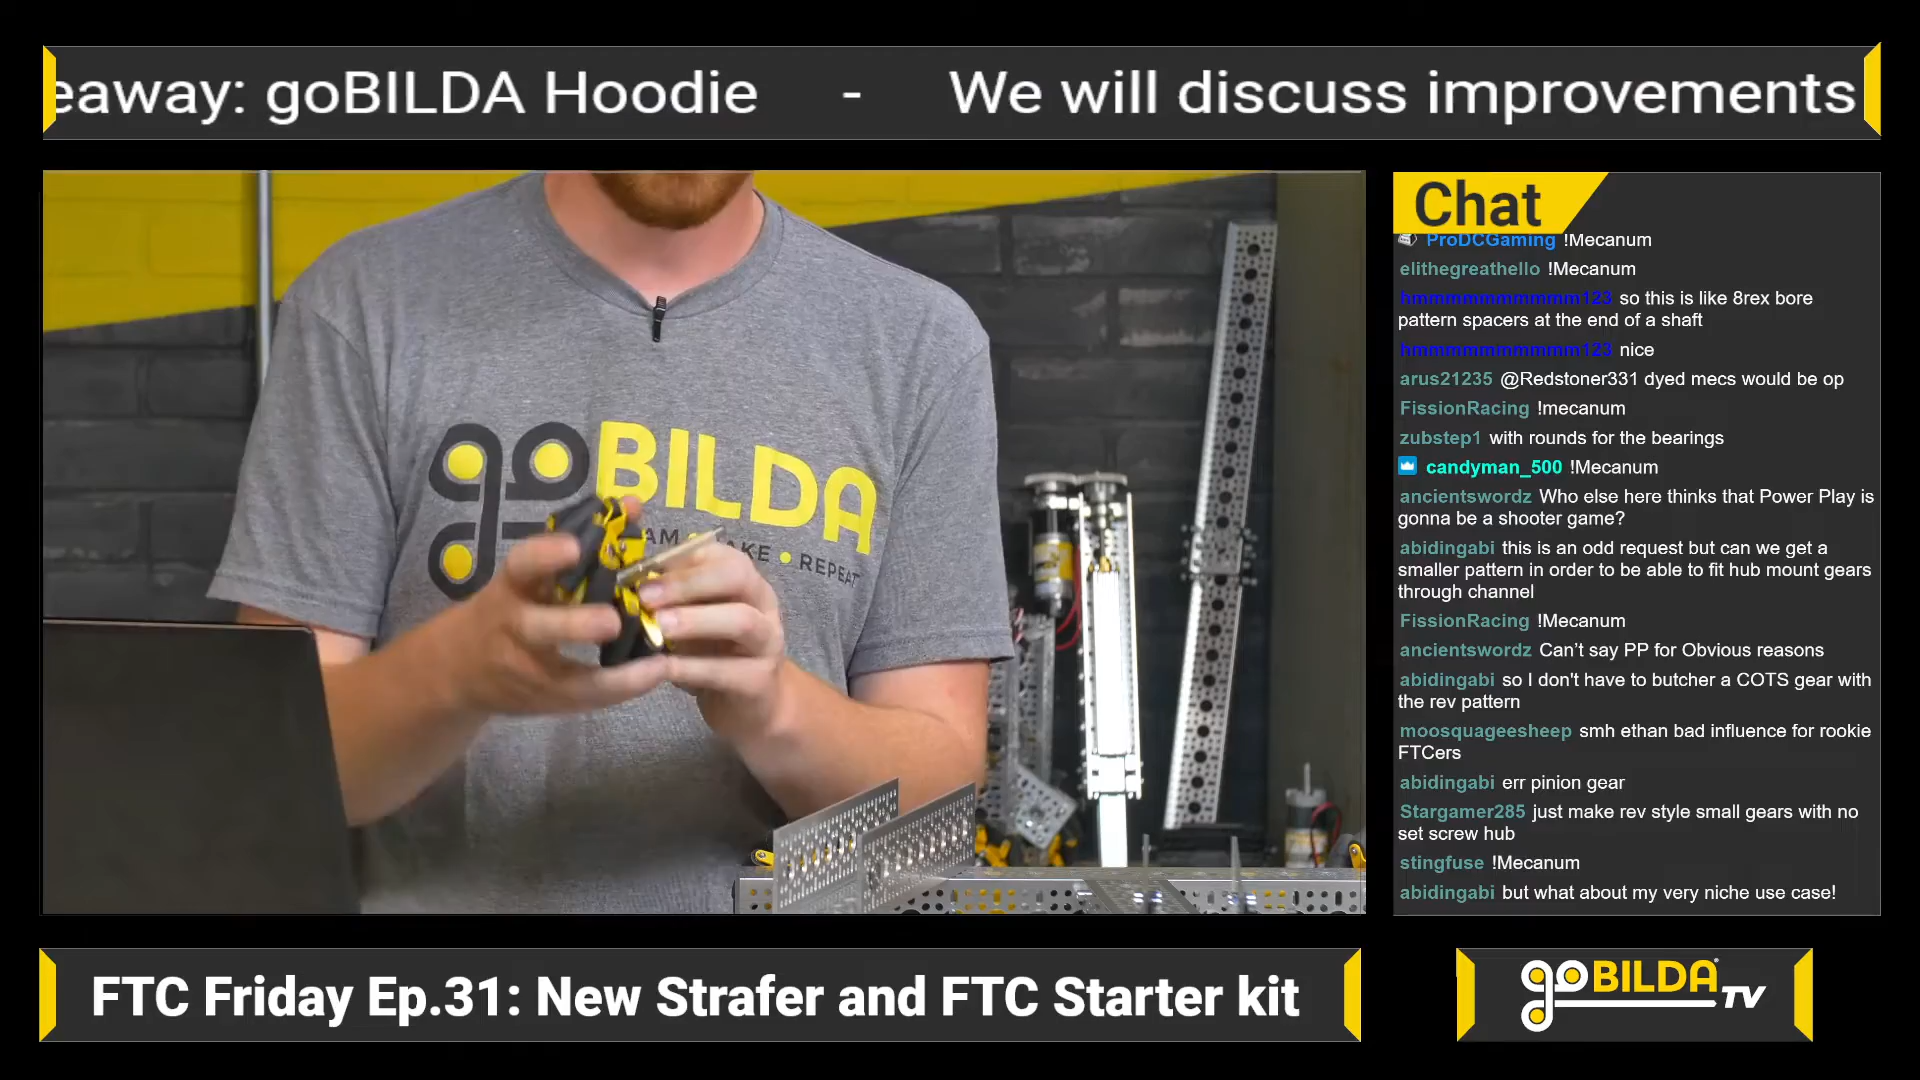 eaway: goBILDA Hoodie - We will discuss improvements
goBILDA
REPEAT
Chat
ProDCGaming !Mecanum
elithegreathello !Mecanum
so this is like 8rex bore
pattern spacers at the end of a shaft
nice
arus21235 @Redstoner331 dyed mecs would be op
FissionRacing !mecanum
zubstep1 with rounds for the bearings
candyman_500 !Mecanum
ancientswordz Who else here thinks that Power Play is
gonna be a shooter game?
abidingabi this is an odd request but can we get a
smaller pattern in order to be able to fit hub mount gears
through channel
FissionRacing !Mecanum
ancientswordz Can’t say PP for Obvious reasons
abidingabi so I don't have to butcher a COTS gear with
the rev pattern
moosquageesheep smh ethan bad influence for rookie
FTCers
abidingabi err pinion gear
Stargamer285 just make rev style small gears with no
set screw hub
stingfuse !Mecanum
abidingabi but what about my very niche use case!
FTC Friday Ep.31: New Strafer and FTC Starter kit
goBILDA TV